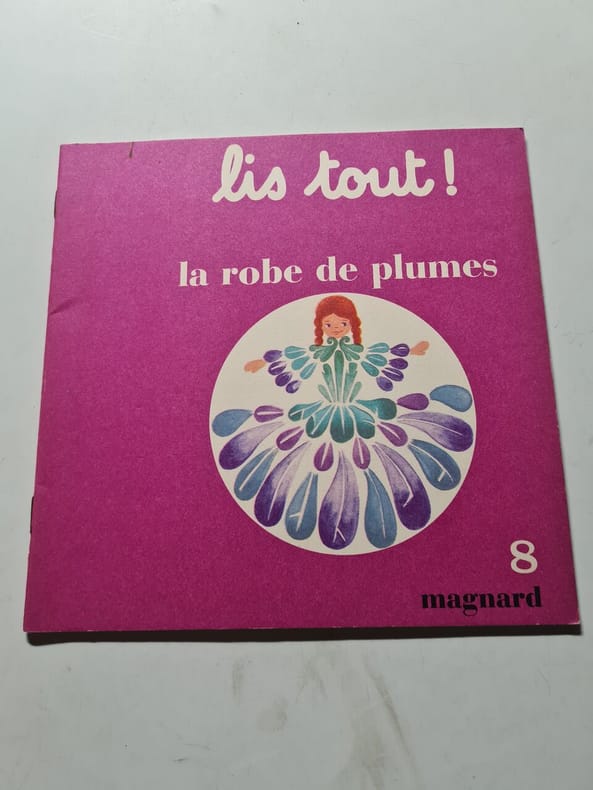 lis tout !
la robe de plumes
8
magnard